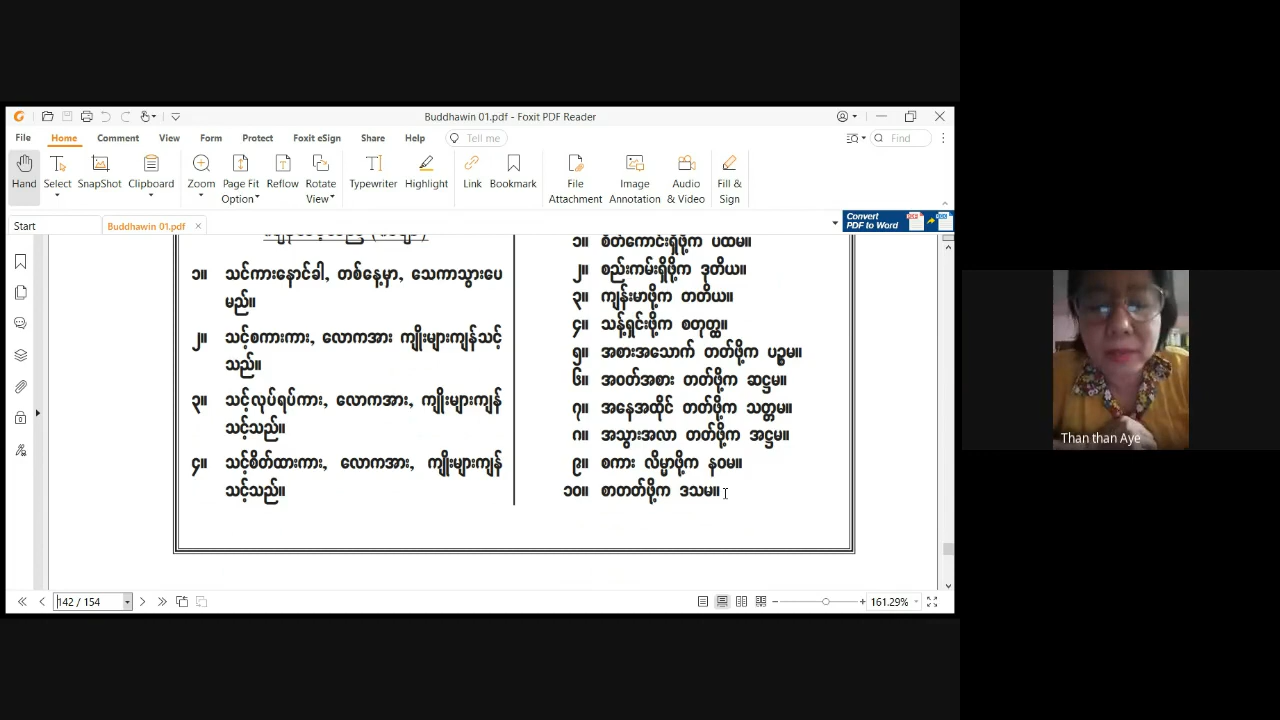 Buddhawin 01.pdf - Foxit PDF Reader
File Home Comment View Form Protect Foxit eSign Share Help Tell me Find
Hand Select SnapShot Clipboard Zoom Page Fit Option Reflow Rotate View Typewriter Highlight Link Bookmark File Attachment Image Annotation Audio & Video Fill & Sign
Start Buddhawin 01.pdf
Convert PDF to Word
၁။ သင်ကားနောင်ခါ, တစ်နေ့မှာ, သေကာသွားပေ
မည်။
၂။ သင့်စကားကား, လောကအား ကျိုးများကျန်သင့်
သည်။
၃။ သင့်လုပ်ရပ်ကား, လောကအား, ကျိုးများကျန်
သင့်သည်။
၄။ သင့်စိတ်ထားကား, လောကအား, ကျိုးများကျန်
သင့်သည်။
၁။ စိတ်ကောင်းရှိဖို့က ပထမ။
၂။ စည်းကမ်းရှိဖို့က ဒုတိယ။
၃။ ကျန်းမာဖို့က တတိယ။
၄။ သန့်ရှင်းဖို့က စတုတ္ထ။
၅။ အစားအသောက် တတ်ဖို့က ပဉ္စမ။
၆။ အဝတ်အစား တတ်ဖို့က ဆဋ္ဌမ။
၇။ အနေအထိုင် တတ်ဖို့က သတ္တမ။
၈။ အသွားအလာ တတ်ဖို့က အဋ္ဌမ။
၉။ စကား လိမ္မာဖို့က နဝမ။
၁၀။ စာတတ်ဖို့က ဒသမ။
142 / 154
161.29%
Than than Aye